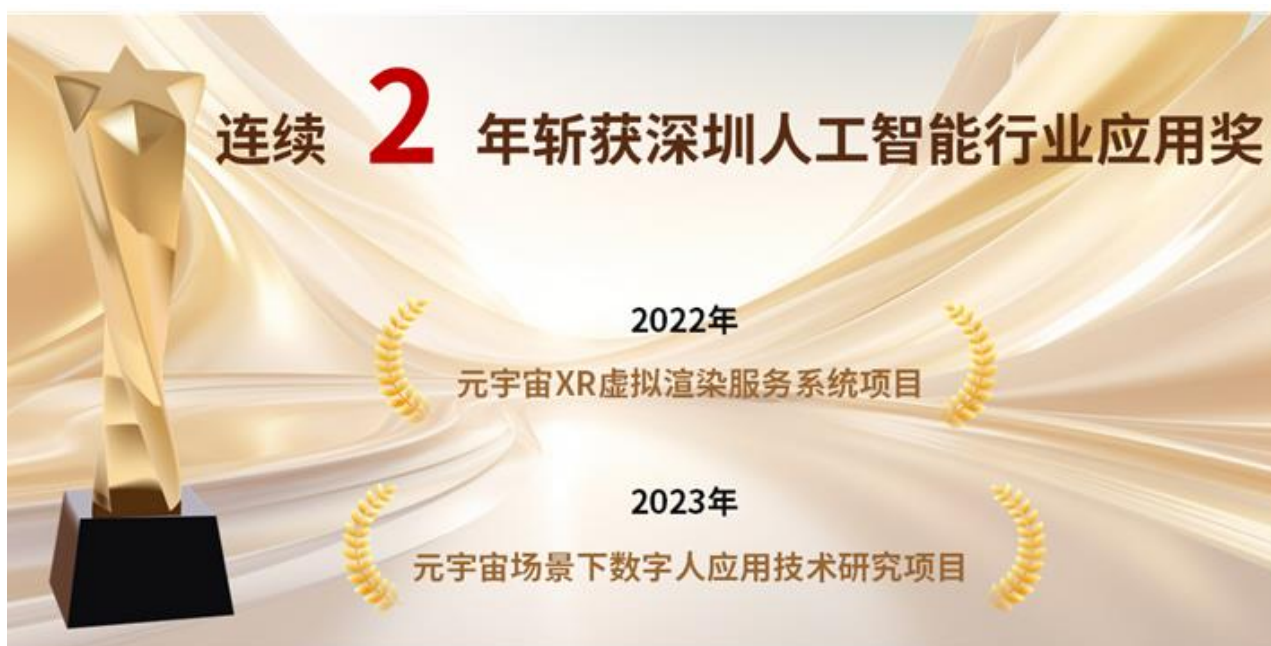 连续 2 年斩获深圳人工智能行业应用奖
2022年
元宇宙XR虚拟渲染服务系统项目
2023年
元宇宙场景下数字人应用技术研究项目